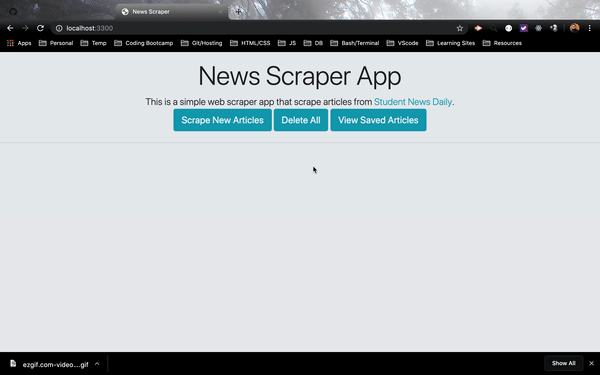 News Scraper
localhost:3300
Apps Personal Temp Coding Bootcamp Git/Hosting HTML/CSS JS DB Bash/Terminal VScode Learning Sites Resources
News Scraper App
This is a simple web scraper app that scrape articles from Student News Daily.
Scrape New Articles Delete All View Saved Articles
ezgif.com-video....gif Show All